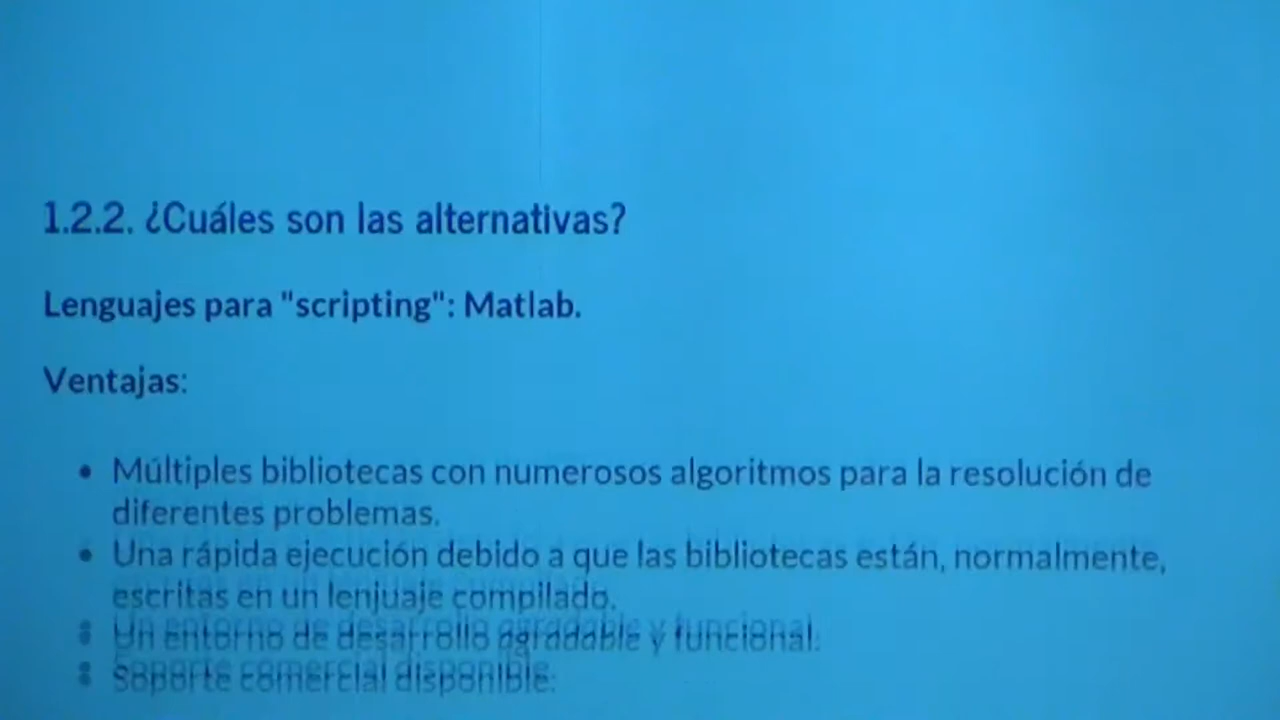 1.2.2. ¿Cuáles son las alternativas?
Lenguajes para "scripting": Matlab.
Ventajas:
• Múltiples bibliotecas con numerosos algoritmos para la resolución de
diferentes problemas.
• Una rápida ejecución debido a que las bibliotecas están, normalmente,
escritas en un lenjuaje compilado.
• Un entorno de desarrollo agradable y funcional.
• Soporte comercial disponible.